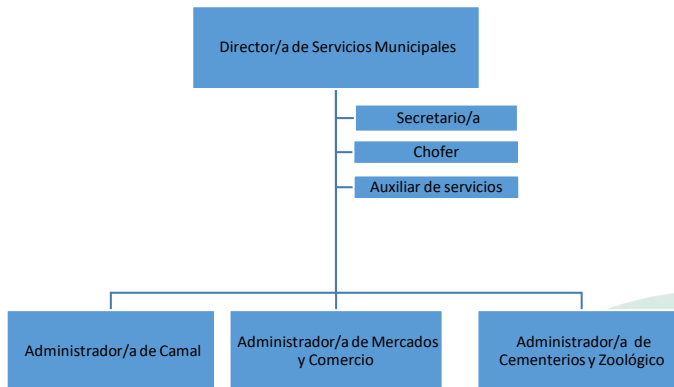 Director/a de Servicios Municipales
Secretario/a
Chofer
Auxiliar de servicios
Administrador/a de Camal
Administrador/a de Mercados
y Comercio
Administrador/a de
Cementerios y Zoológico